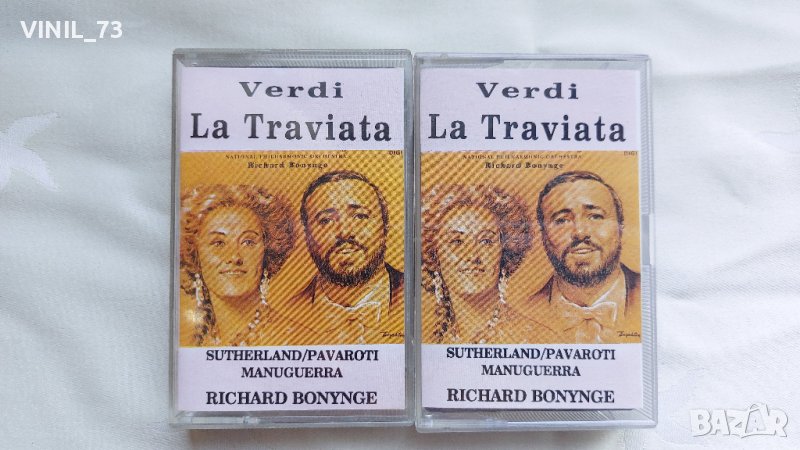 VINIL_73
Verdi
La Traviata
NATIONAL PHILHARMONIC ORCHESTRA
Richard Bonynge
SUTHERLAND/PAVAROTI
MANUGUERRA
RICHARD BONYNGE
Verdi
La Traviata
NATIONAL PHILHARMONIC ORCHESTRA
Richard Bonynge
SUTHERLAND/PAVAROTI
MANUGUERRA
RICHARD BONYNGE
BAZAR